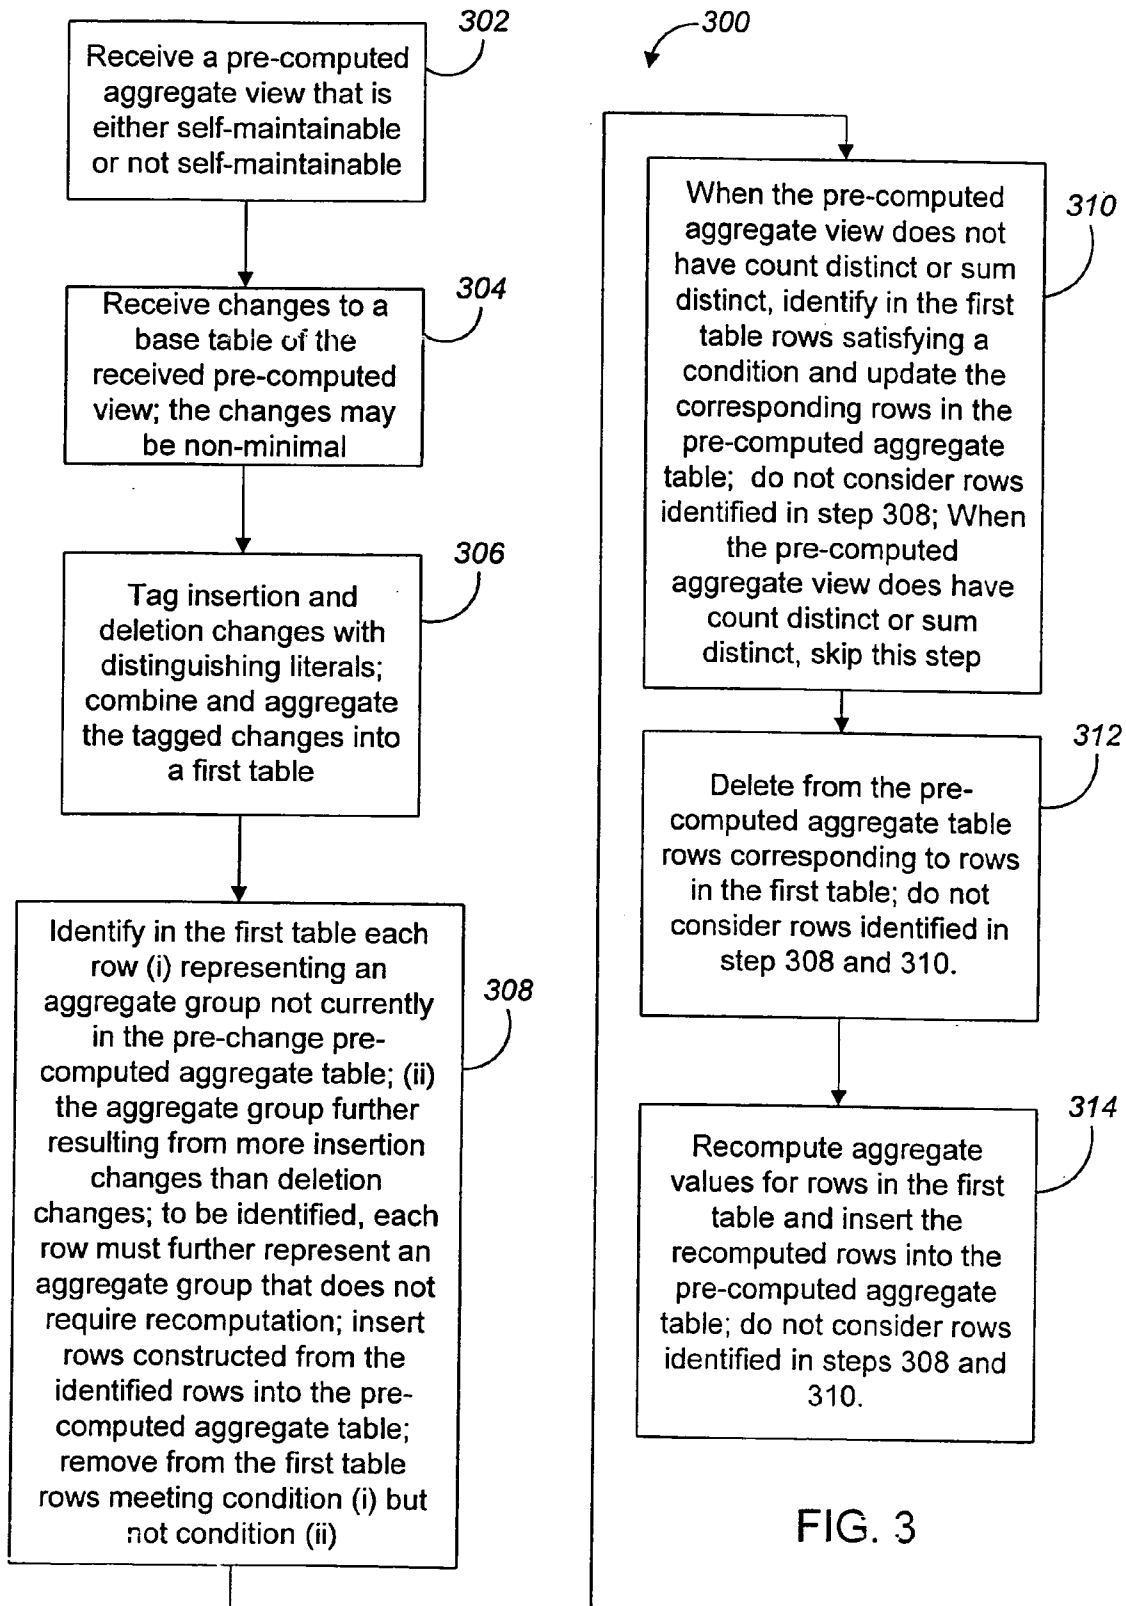 302
Receive a pre-computed
aggregate view that is
either self-maintainable
or not self-maintainable
304
Receive changes to a
base table of the
received pre-computed
view; the changes may
be non-minimal
306
Tag insertion and
deletion changes with
distinguishing literals;
combine and aggregate
the tagged changes into
a first table
308
Identify in the first table each
row (i) representing an
aggregate group not currently
in the pre-change pre-
computed aggregate table; (ii)
the aggregate group further
resulting from more insertion
changes than deletion
changes; to be identified, each
row must further represent an
aggregate group that does not
require recomputation; insert
rows constructed from the
identified rows into the pre-
computed aggregate table;
remove from the first table
rows meeting condition (i) but
not condition (ii)
300
310
When the pre-computed
aggregate view does not
have count distinct or sum
distinct, identify in the first
table rows satisfying a
condition and update the
corresponding rows in the
pre-computed aggregate
table; do not consider rows
identified in step 308; When
the pre-computed
aggregate view does have
count distinct or sum
distinct, skip this step
312
Delete from the pre-
computed aggregate table
rows corresponding to rows
in the first table; do not
consider rows identified in
step 308 and 310.
314
Recompute aggregate
values for rows in the first
table and insert the
recomputed rows into the
pre-computed aggregate
table; do not consider rows
identified in steps 308 and
310.
FIG. 3